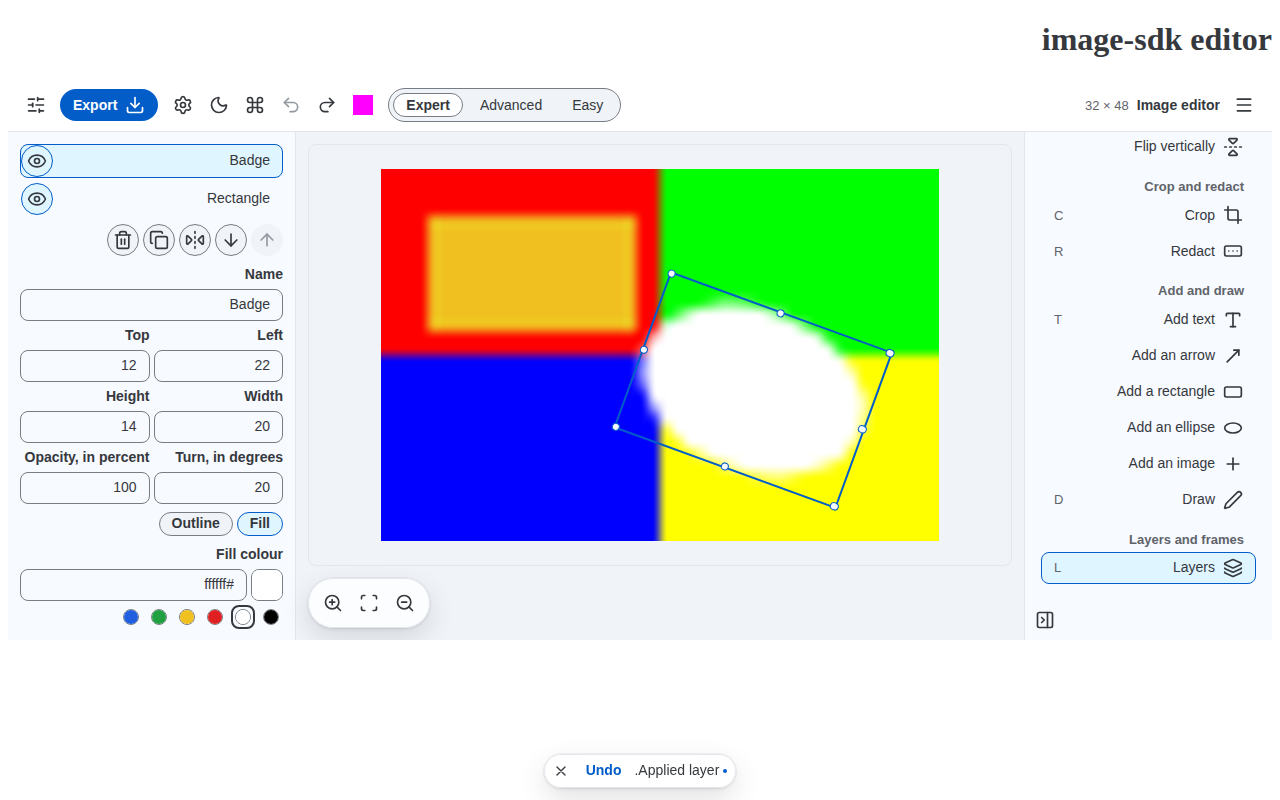 image-sdk editor
Image editor
32 × 48
Easy
Advanced
Expert
Export
Flip vertically
Crop and redact
Crop
C
Redact
R
Add and draw
Add text
T
Add an arrow
Add a rectangle
Add an ellipse
Add an image
Draw
D
Layers and frames
Layers
L
Badge
Rectangle
Name
Badge
Left
Top
22
12
Width
Height
20
14
Turn, in degrees
Opacity, in percent
20
100
Fill
Outline
Fill colour
ffffff#
.Applied layer
Undo